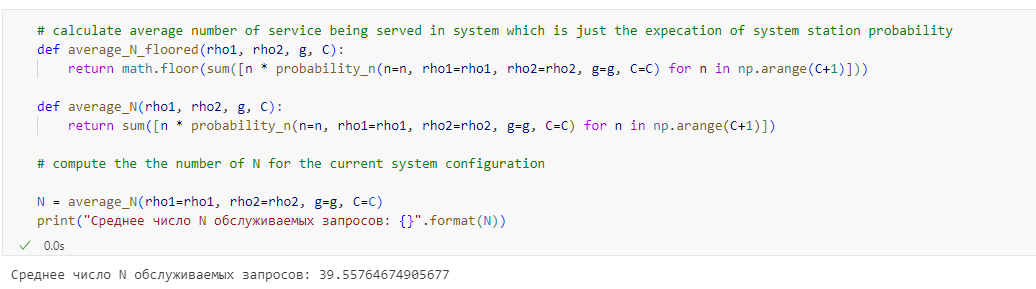 # calculate average number of service being served in system which is just the expecation of system station probability
def average_N_floored(rho1, rho2, g, C):
    return math.floor(sum([n * probability_n(n=n, rho1=rho1, rho2=rho2, g=g, C=C) for n in np.arange(C+1)]))
def average_N(rho1, rho2, g, C):
    return sum([n * probability_n(n=n, rho1=rho1, rho2=rho2, g=g, C=C) for n in np.arange(C+1)])
# compute the the number of N for the current system configuration
N = average_N(rho1=rho1, rho2=rho2, g=g, C=C)
print("Среднее число N обслуживаемых запросов: {}".format(N))
✓ 0.0s
Среднее число N обслуживаемых запросов: 39.55764674905677